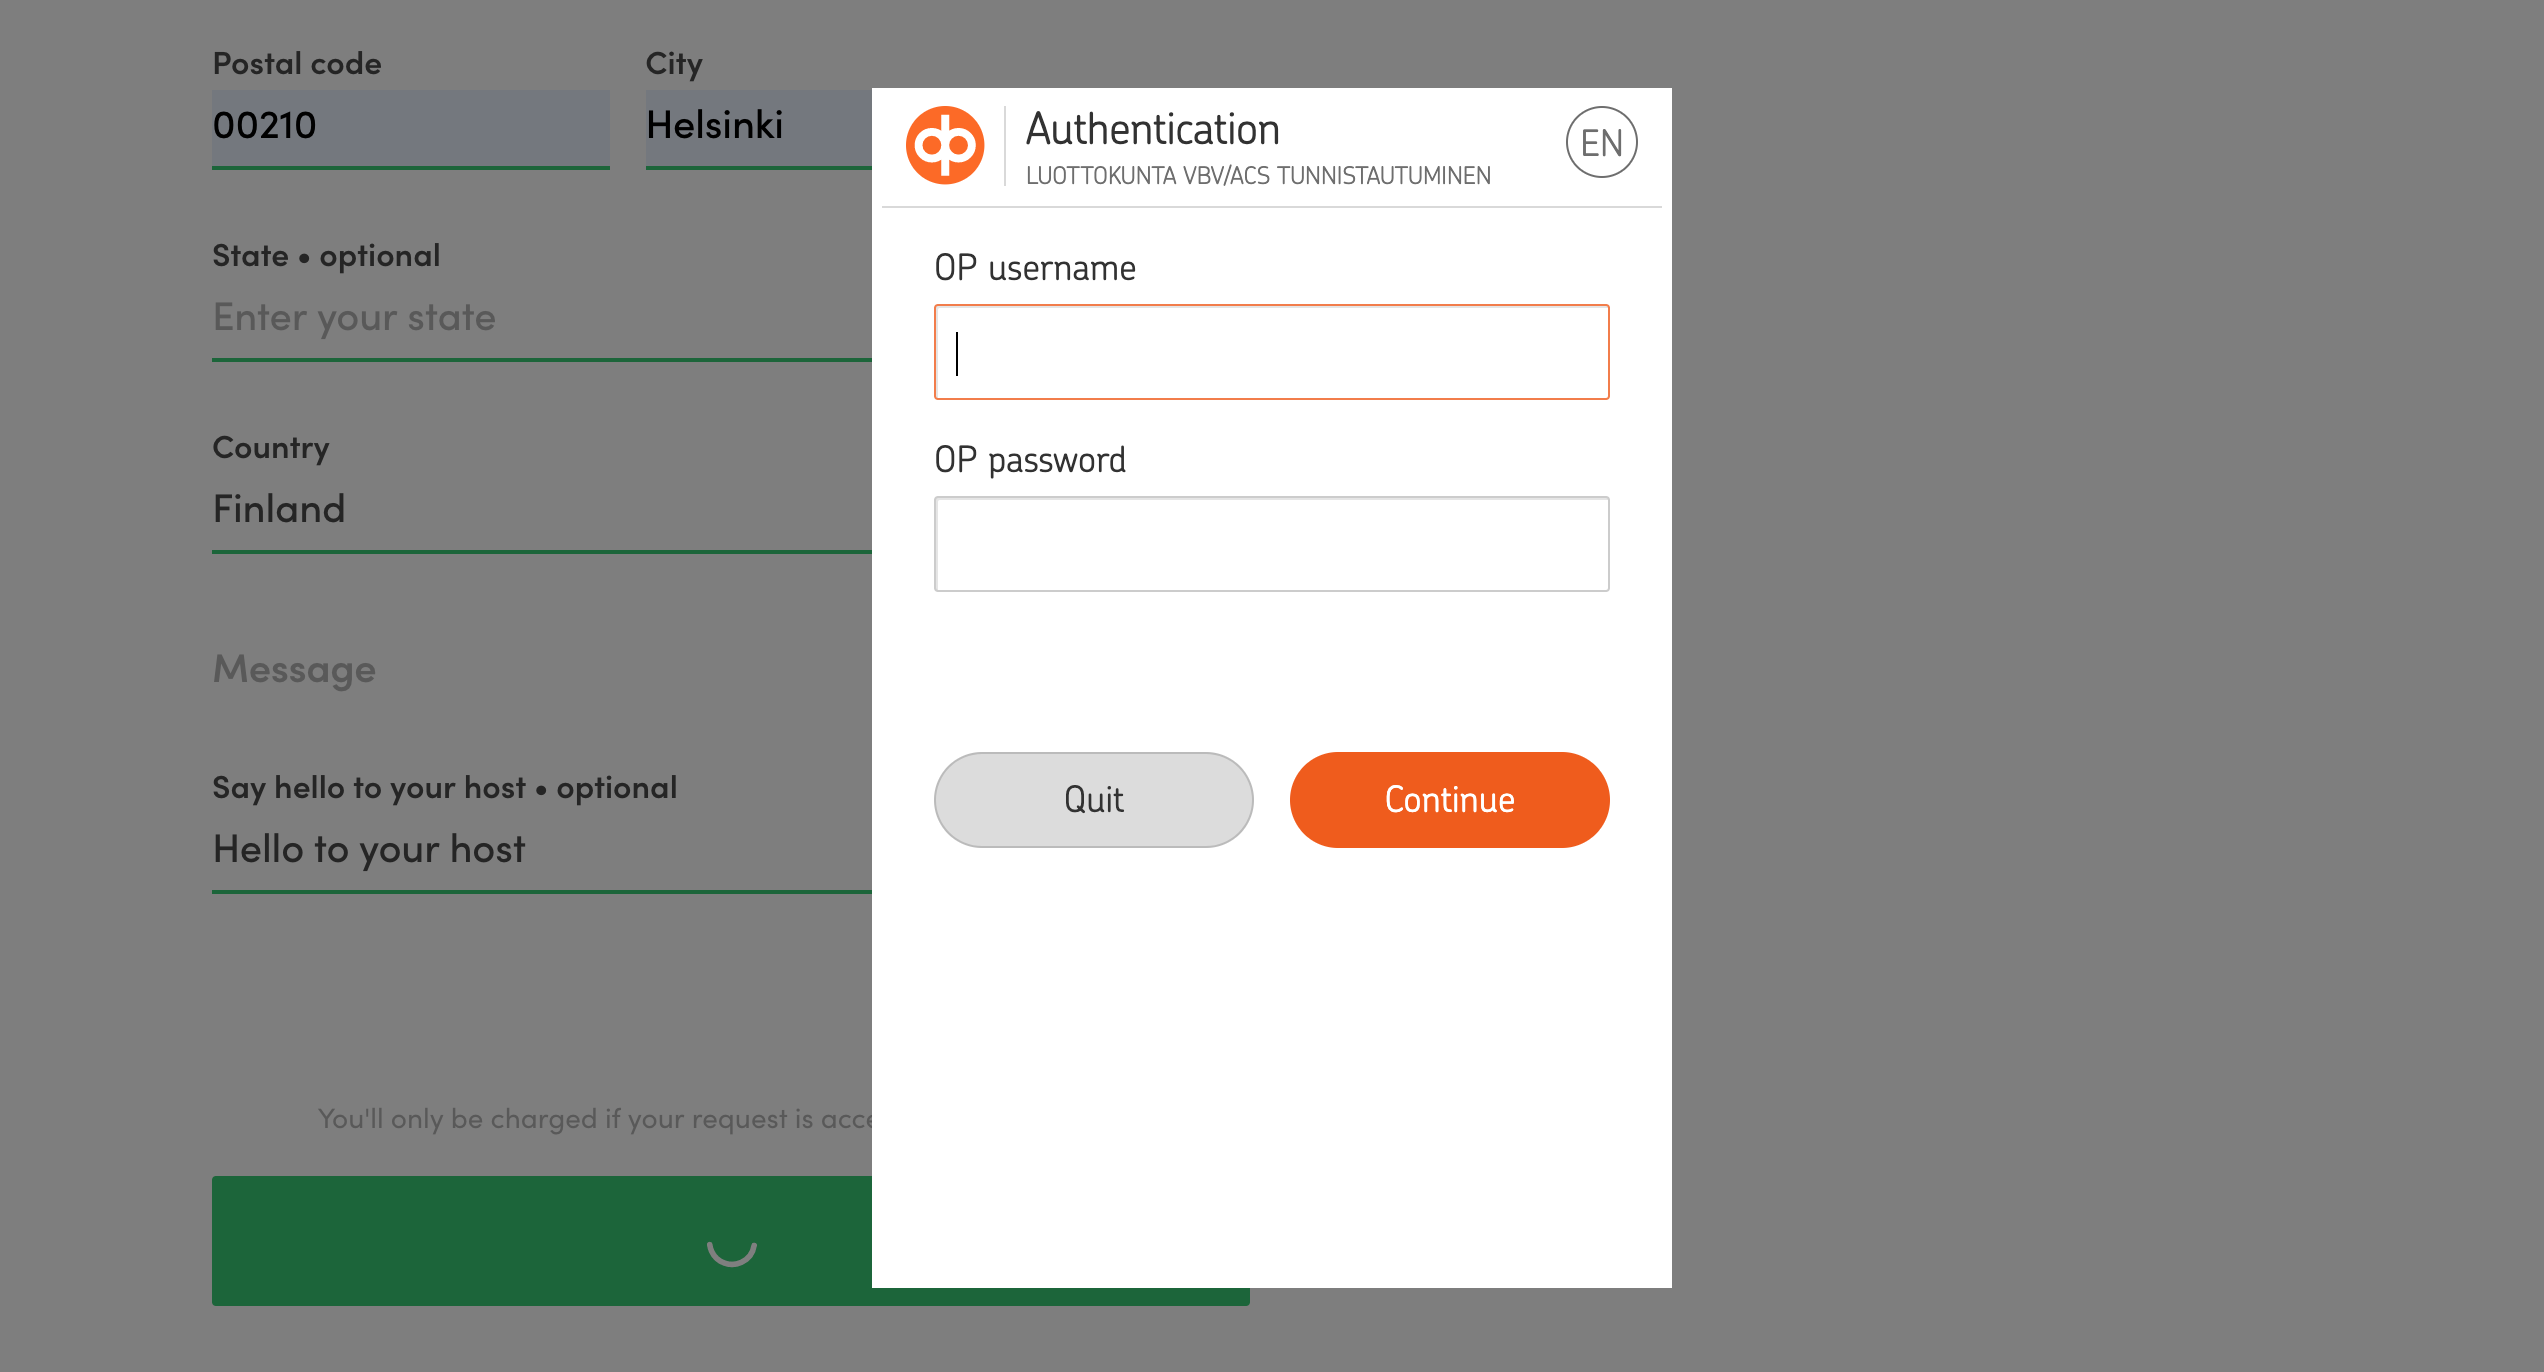 Postal code
00210
City
Helsinki
State • optional
Enter your state
Country
Finland
Message
Say hello to your host • optional
Hello to your host
You'll only be charged if your request is
Authentication
LUOTTOKUNTA VBV/ACS TUNNISTAUTUMINEN
EN
OP username
OP password
Quit
Continue